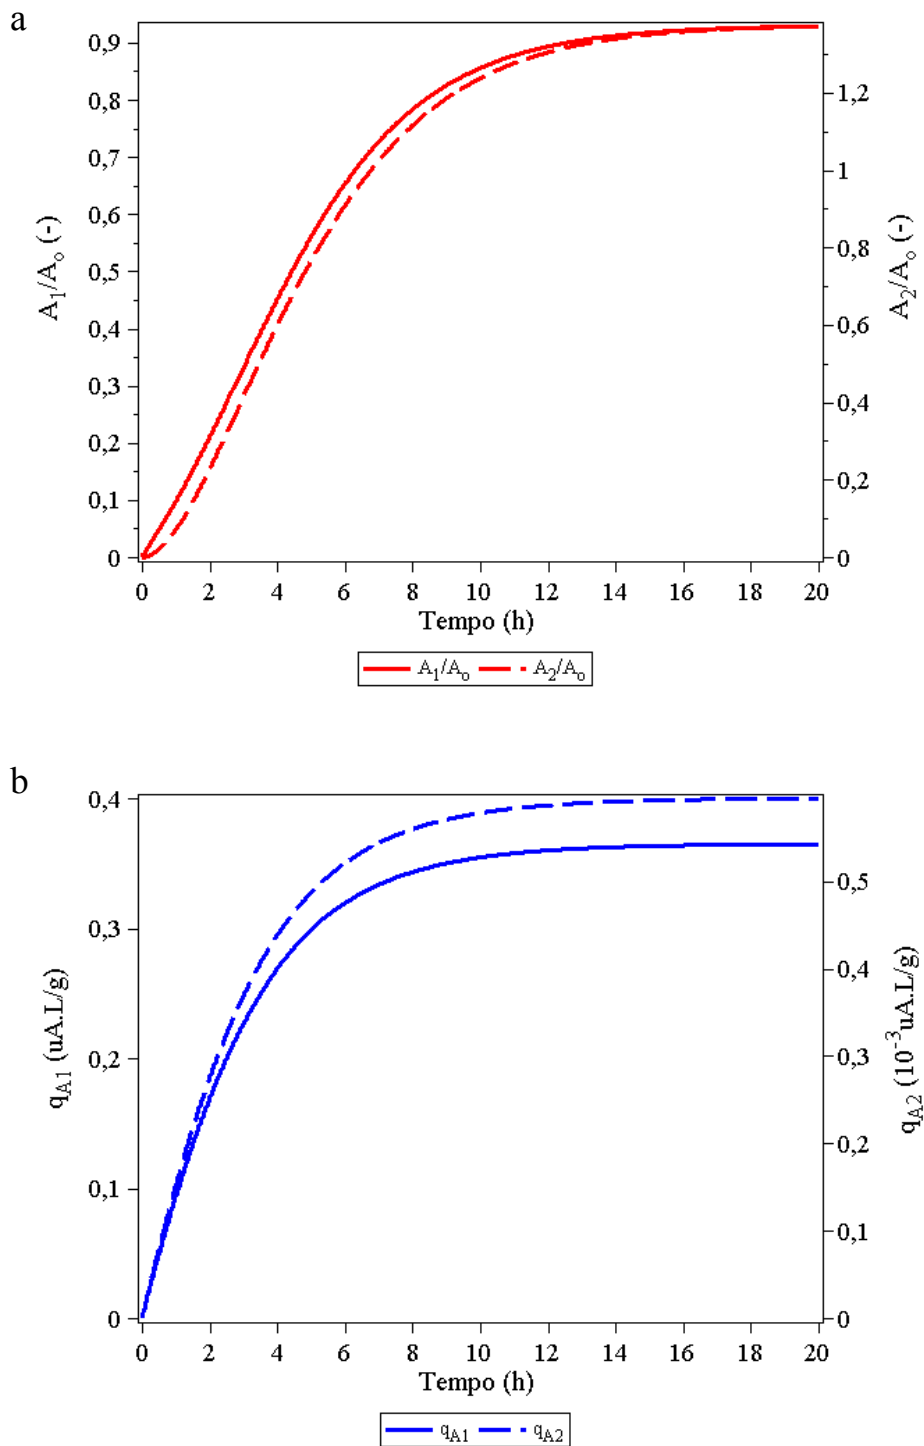 a
0,9
0,8
0,7
0,6
0,5
0,4
0,3
0,2
0,1
0
A1/Ao (-)
1,2
1
0,8
0,6
0,4
0,2
0
A2/Ao (-)
0 2 4 6 8 10 12 14 16 18 20
Tempo (h)
A1/Ao A2/Ao
b
0,4
0,3
0,2
0,1
0
qA1 (uA.L/g)
0,5
0,4
0,3
0,2
0,1
0
qA2 (10⁻³uA.L/g)
0 2 4 6 8 10 12 14 16 18 20
Tempo (h)
qA1 qA2